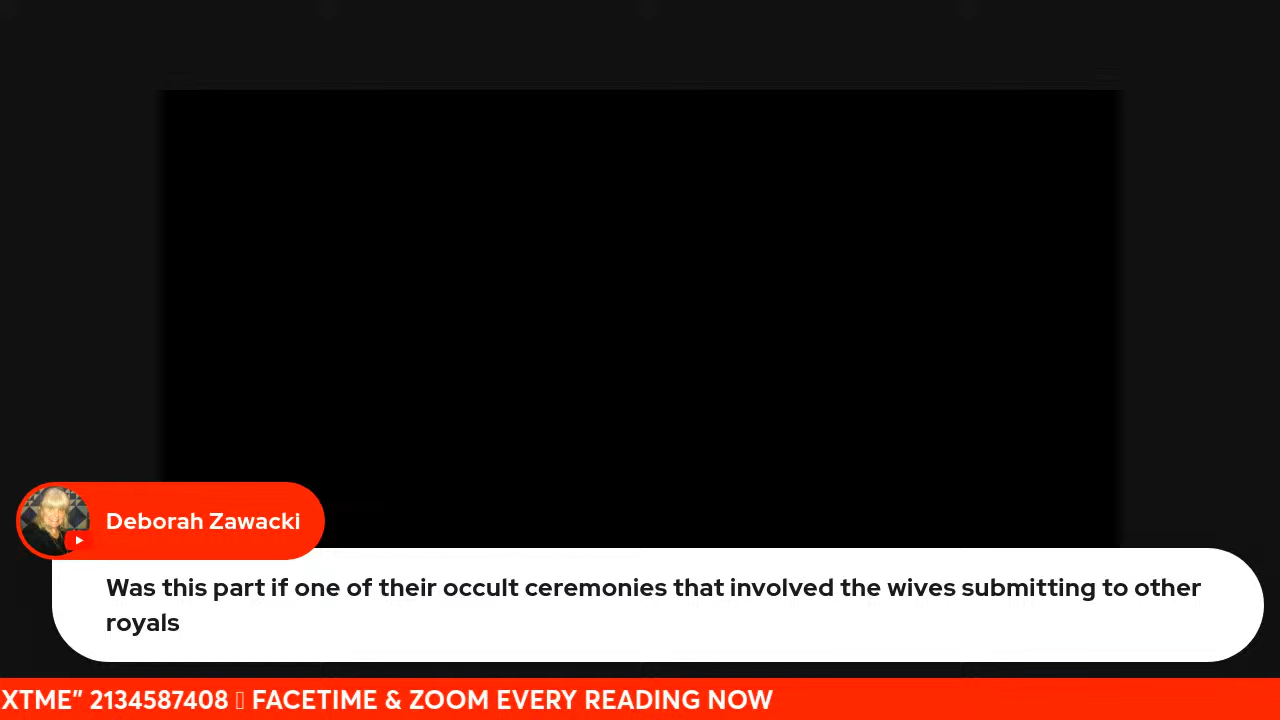 Deborah Zawacki
Was this part if one of their occult ceremonies that involved the wives submitting to other
royals
XTME” 2134587408 ▯ FACETIME & ZOOM EVERY READING NOW